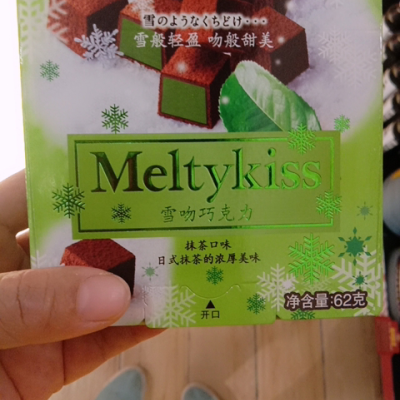 雪のようなくちどけ・・・
雪般轻盈 吻般甜美
Meltykiss
雪吻巧克力
抹茶口味
日式抹茶的浓厚美味
净含量:62克
开口